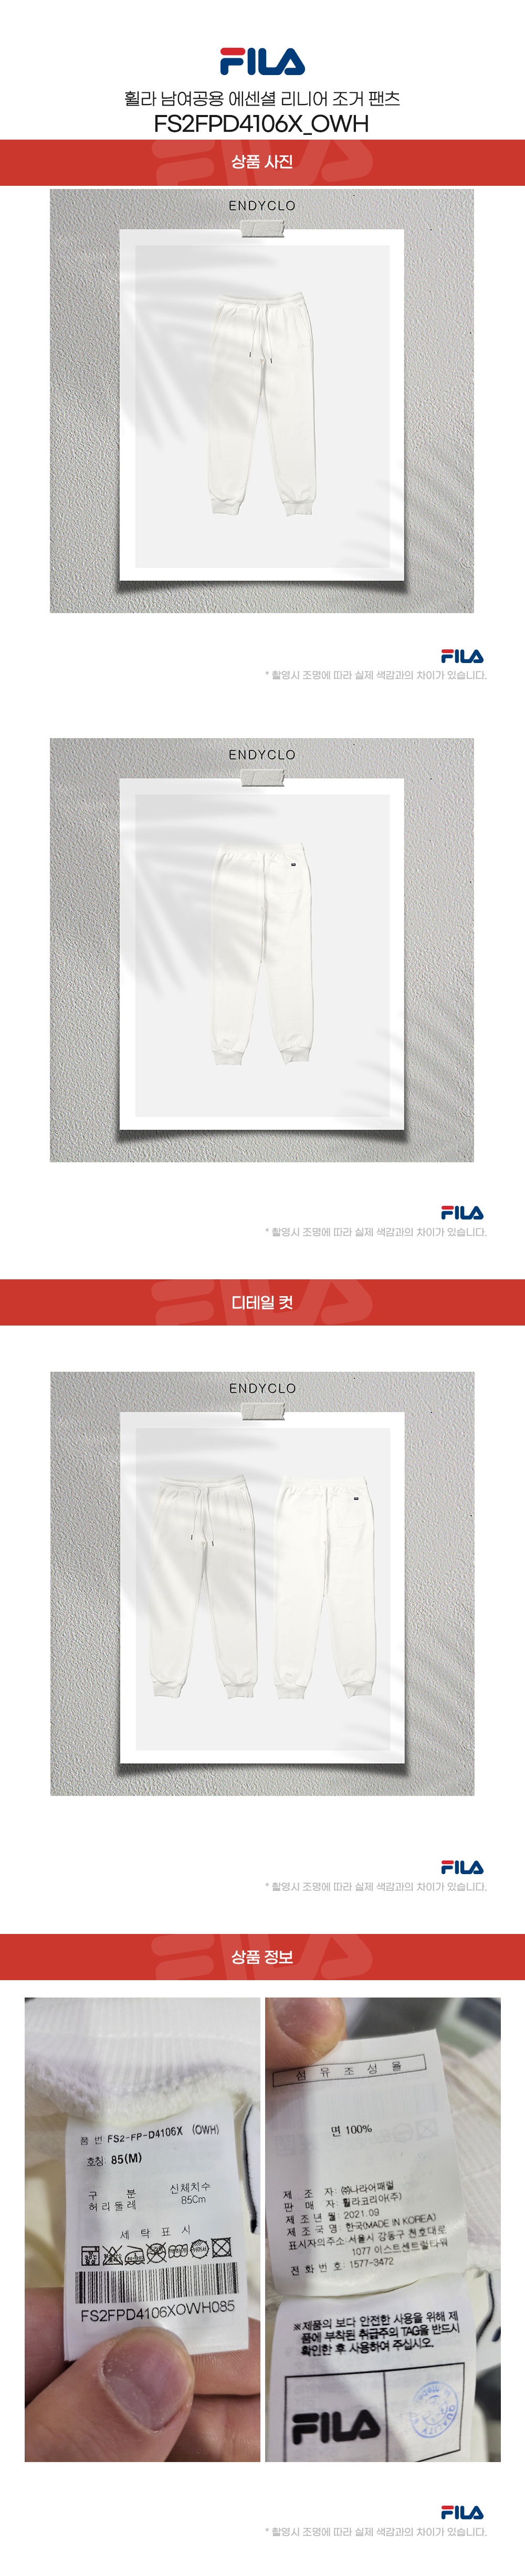 FILA
휠라 남여공용 에센셜 리니어 조거 팬츠
FS2FPD4106X_OWH
상품 사진
ENDYCLO
FILA
* 촬영시 조명에 따라 실제 색감과의 차이가 있습니다.
ENDYCLO
FILA
* 촬영시 조명에 따라 실제 색감과의 차이가 있습니다.
디테일 컷
ENDYCLO
FILA
* 촬영시 조명에 따라 실제 색감과의 차이가 있습니다.
상품 정보
품 번: FS2-FP-D4106X (OWH)
호칭: 85(M)
구 분 신체치수
허리둘레 85Cm
세 탁 표 시
FS2FPD4106XOWH085
섬 유 조 성 율
면 100%
제 조 자: ㈜나라어패럴
판 매 자: 휠라코리아(주)
제 조 년 월: 2021.09
제 조 국 명: 한국(MADE IN KOREA)
표시자의주소: 서울시 강동구 천호대로
1077 이스트센트럴타워
전 화 번 호: 1577-3472
※제품의 보다 안전한 사용을 위해 제
품에 부착된 취급주의 TAG을 반드시
확인한 후 사용하여 주십시오.
FILA
FILA
* 촬영시 조명에 따라 실제 색감과의 차이가 있습니다.